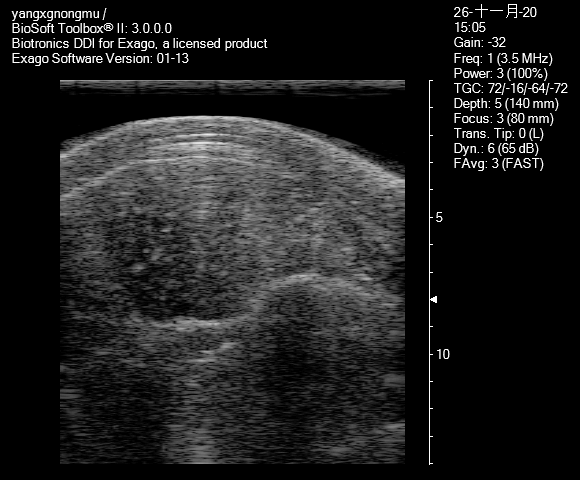 yangxgnongmu /
BioSoft Toolbox® II: 3.0.0.0
Biotronics DDI for Exago, a licensed product
Exago Software Version: 01-13
26-十一月-20
15:05
Gain: -32
Freq: 1 (3.5 MHz)
Power: 3 (100%)
TGC: 72/-16/-64/-72
Depth: 5 (140 mm)
Focus: 3 (80 mm)
Trans. Tip: 0 (L)
Dyn.: 6 (65 dB)
FAvg: 3 (FAST)
5
10